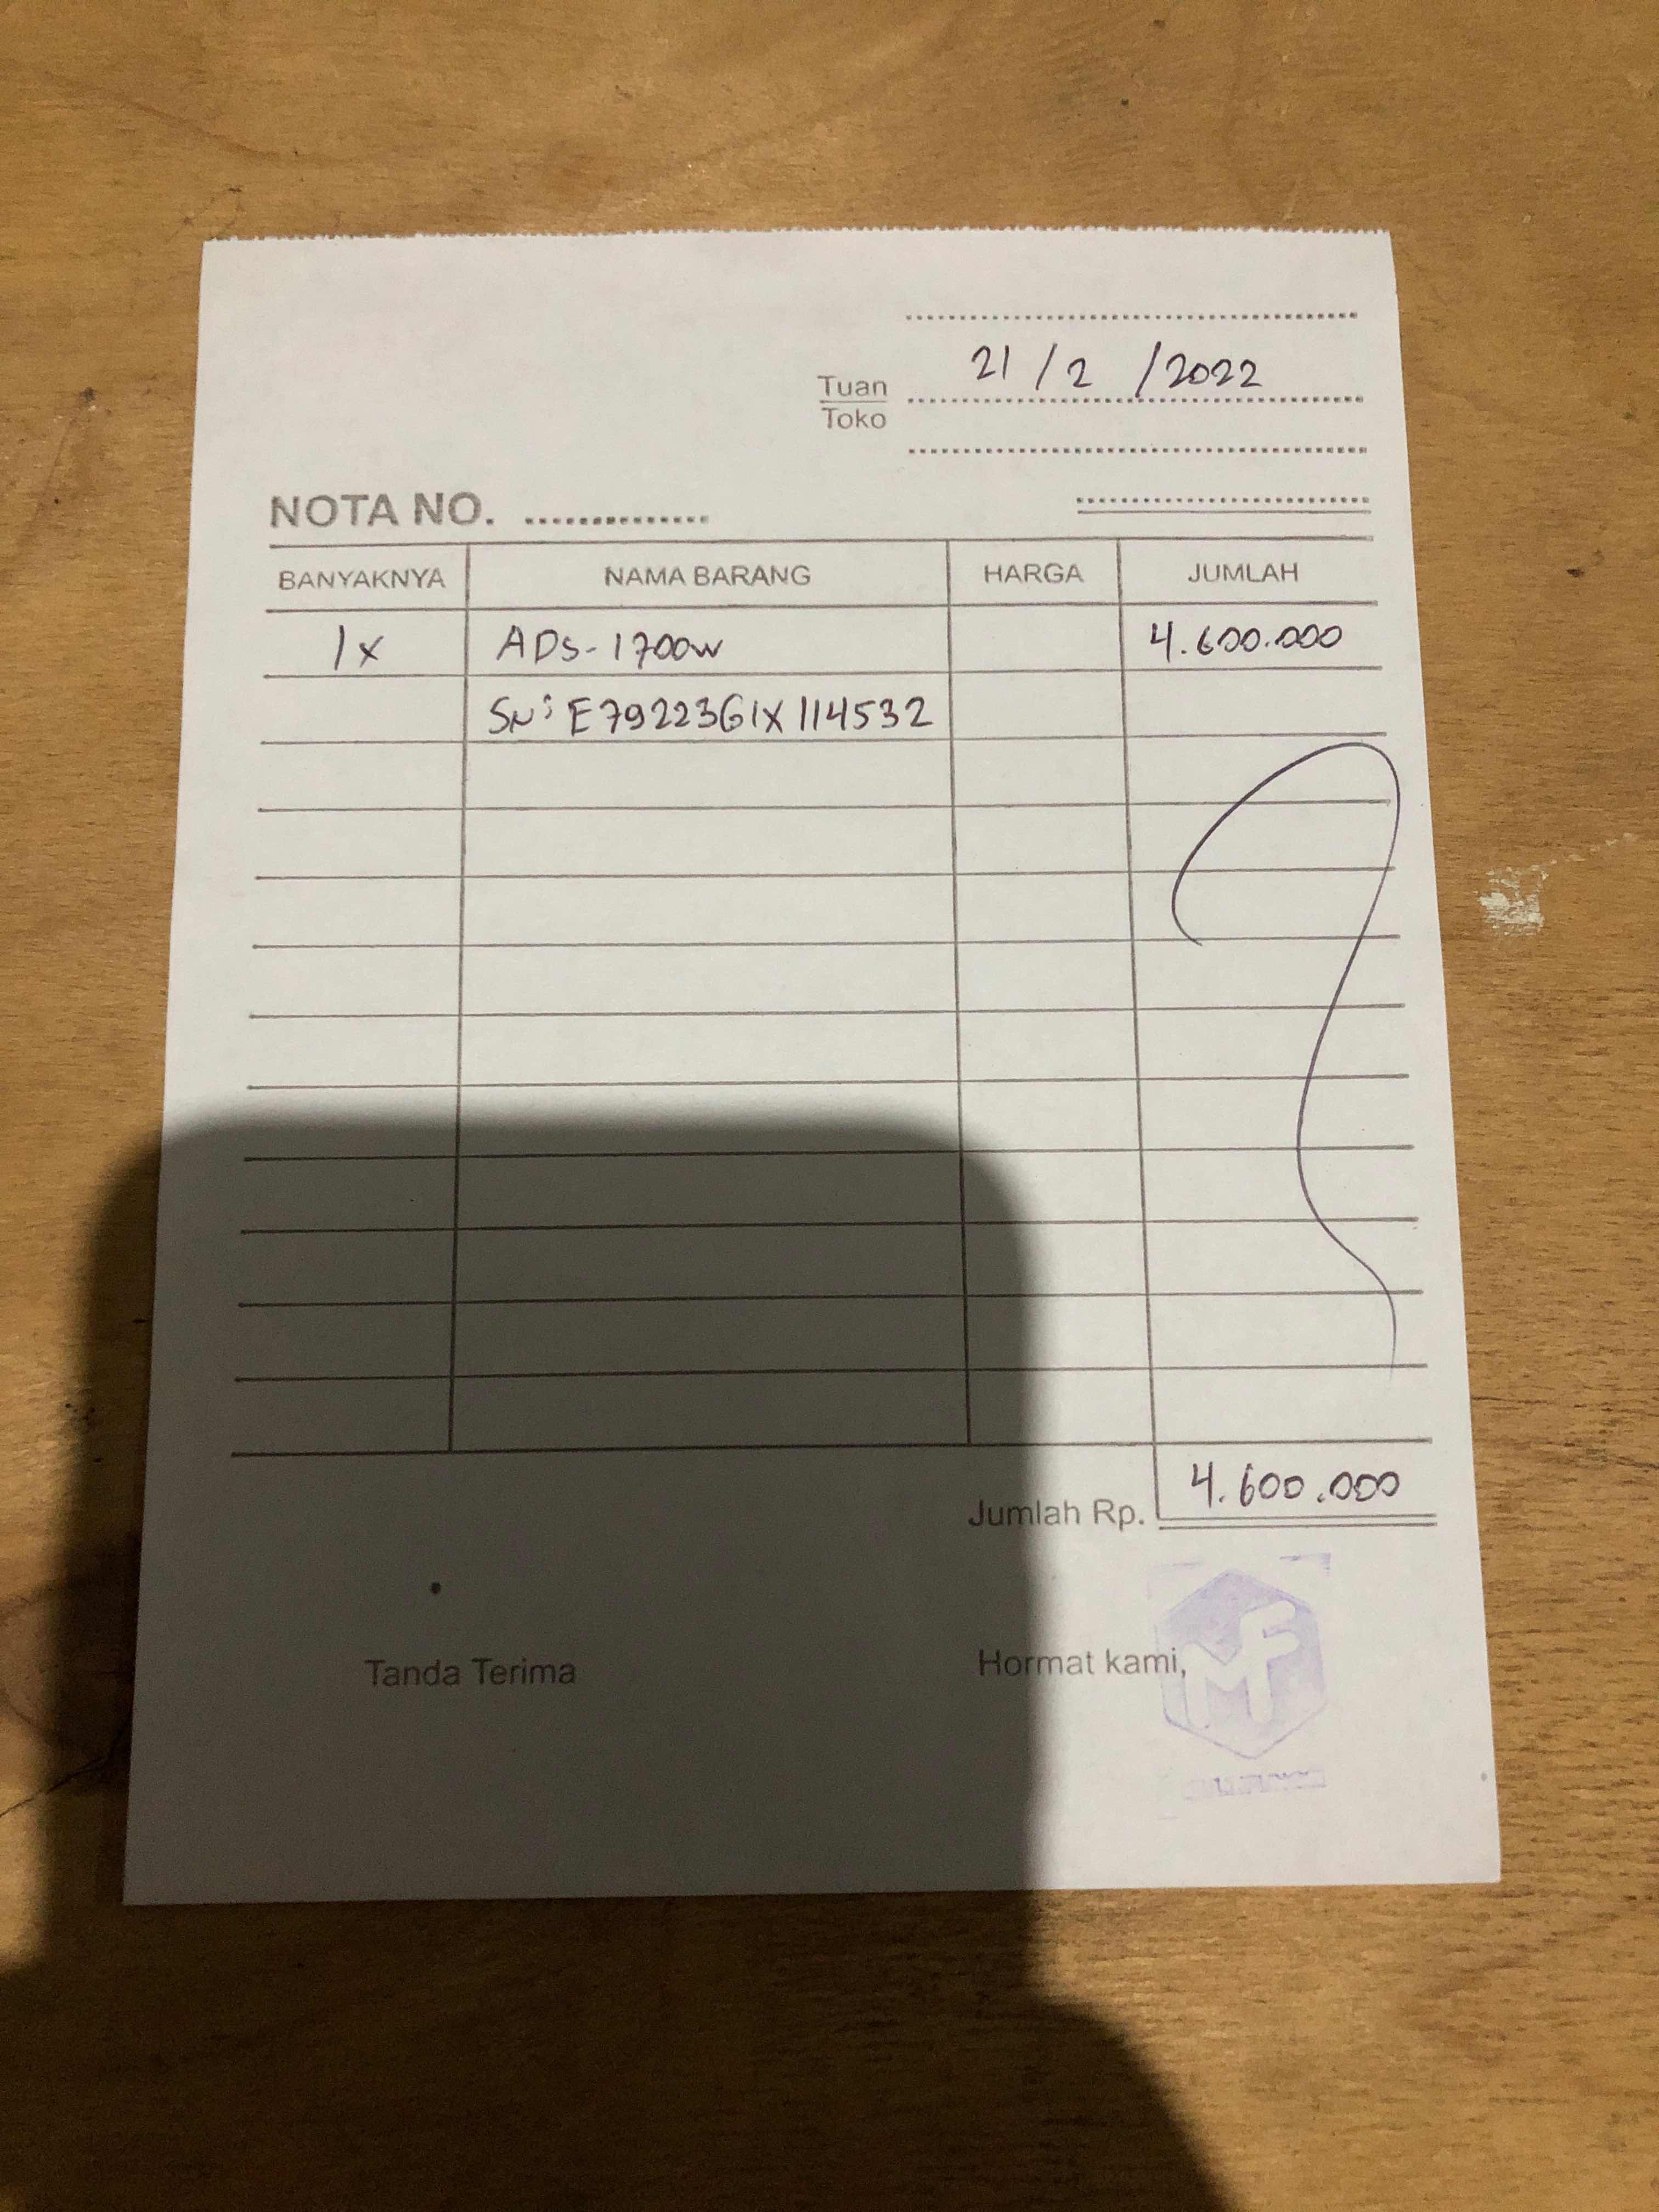 21/2/2022
Tuan
Toko
NOTA NO.
BANYAKNYA NAMA BARANG HARGA JUMLAH
1x ADS-1700W 4.600.000
SN: E79223G1X114532
Jumlah Rp. 4.600.000
Tanda Terima Hormat kami,
MF